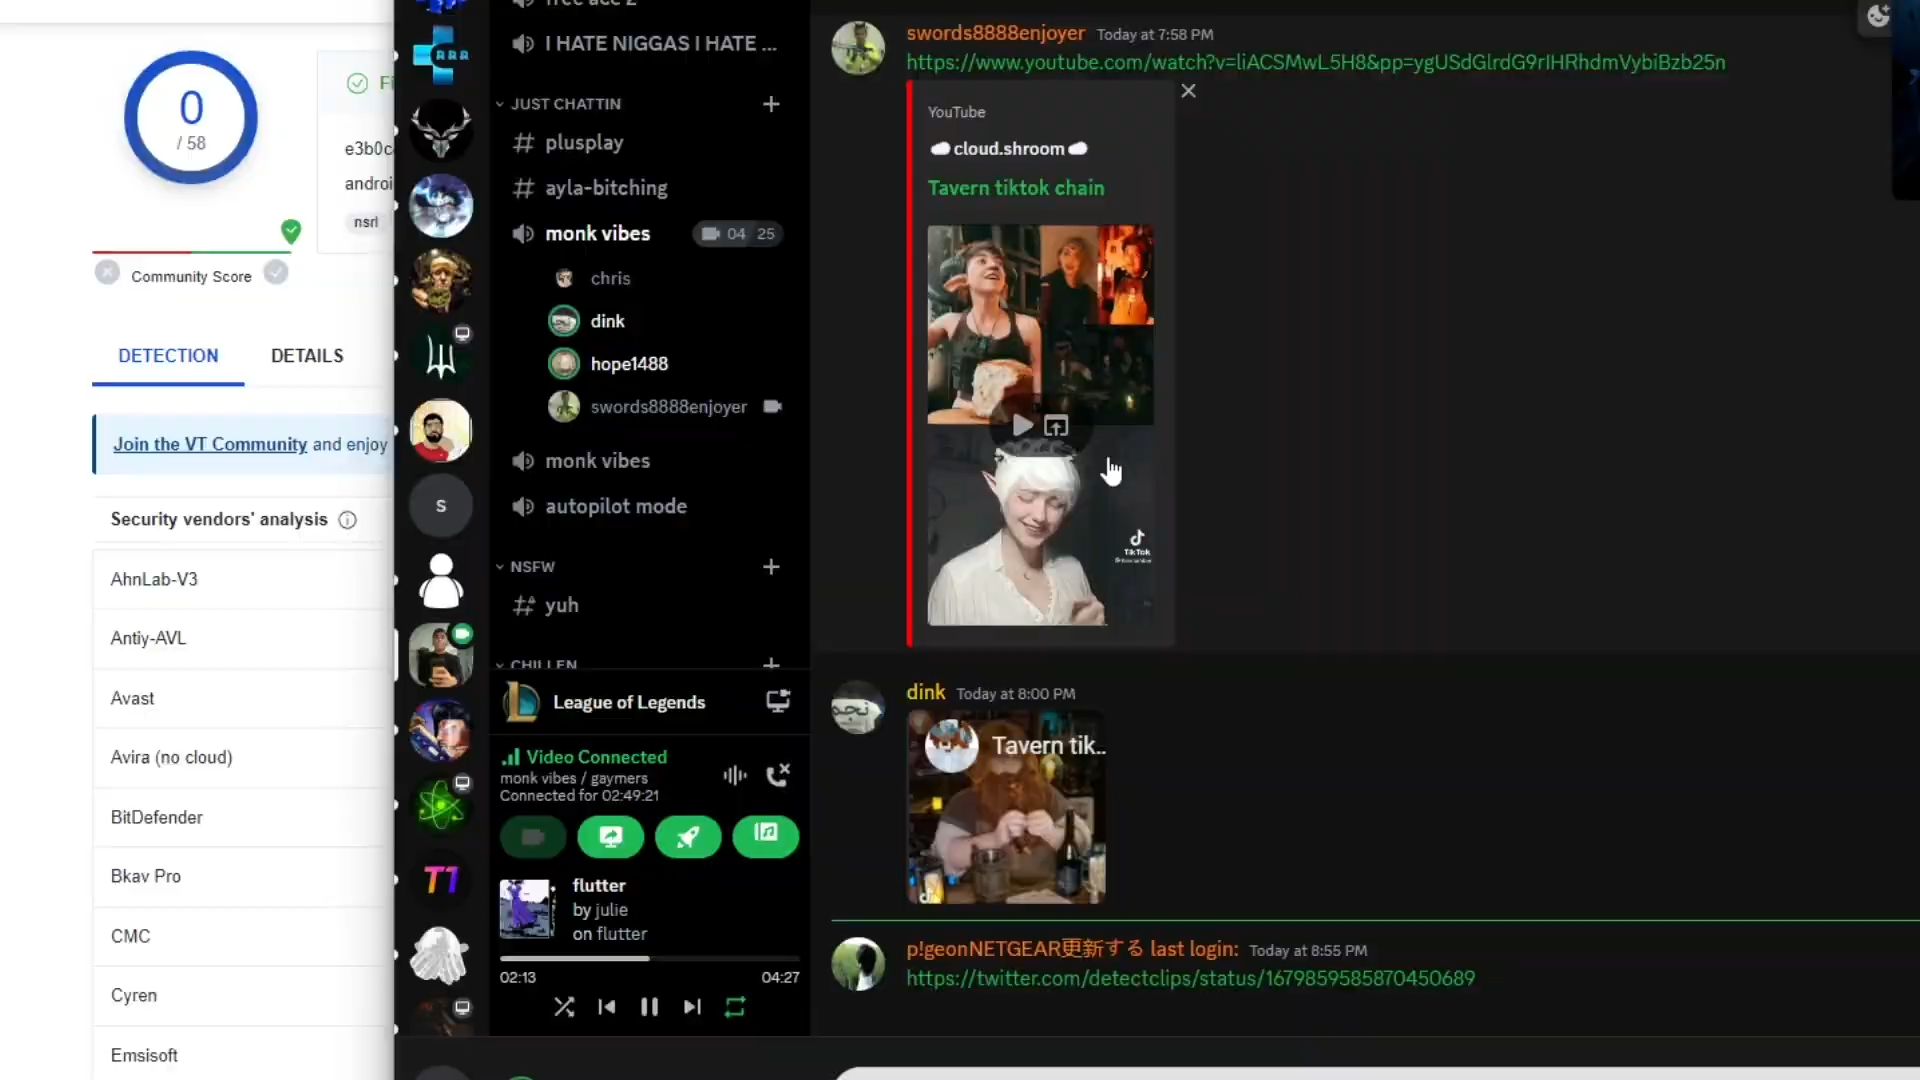 0
/ 58
Fi
e3b0c
androi
nsrl
Community Score
DETECTION
DETAILS
Join the VT Community and enjoy
Security vendors' analysis
AhnLab-V3
Antiy-AVL
Avast
Avira (no cloud)
BitDefender
Bkav Pro
CMC
Cyren
Emsisoft
ARA
S
T1
free ace 2
I HATE NIGGAS I HATE ...
JUST CHATTIN
plusplay
ayla-bitching
monk vibes
04 25
chris
dink
hope1488
swords8888enjoyer
monk vibes
autopilot mode
NSFW
yuh
CHILLEN
League of Legends
Video Connected
monk vibes / gaymers
Connected for 02:49:21
flutter
by julie
on flutter
02:13
04:27
swords8888enjoyer Today at 7:58 PM
https://www.youtube.com/watch?v=liACSMwL5H8&pp=ygUSdGlrdG9rIHRhdmVybiBzb25n
YouTube
cloud.shroom
Tavern tiktok chain
TikTok
dink Today at 8:00 PM
Tavern tik..
p!geonNETGEAR更新する last login: Today at 8:55 PM
https://twitter.com/detectclips/status/1679859585870450689